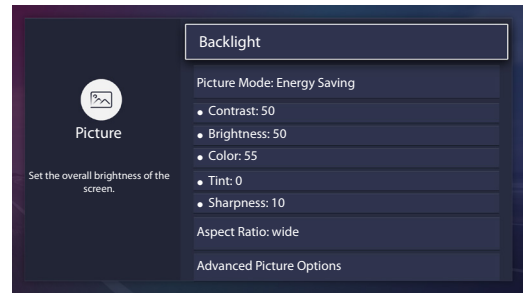 Picture
Set the overall brightness of the
screen.
Backlight
Picture Mode: Energy Saving
• Contrast: 50
• Brightness: 50
• Color: 55
• Tint: 0
• Sharpness: 10
Aspect Ratio: wide
Advanced Picture Options